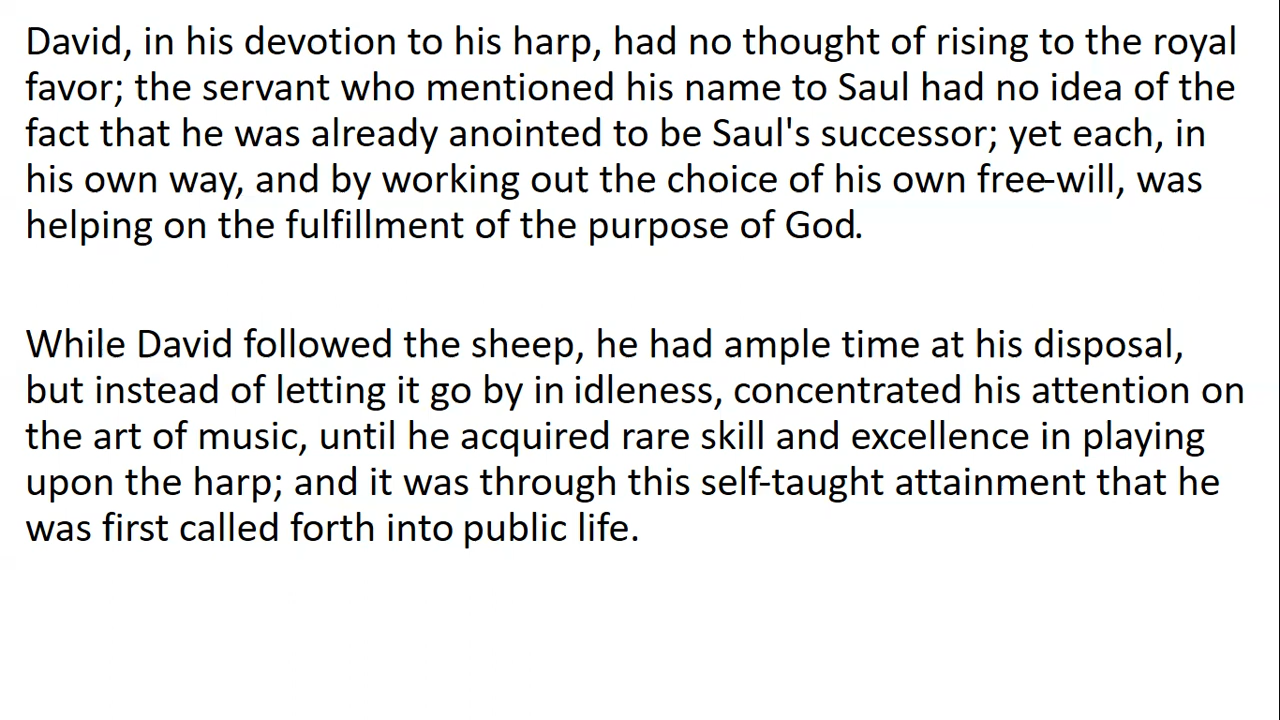 David, in his devotion to his harp, had no thought of rising to the royal
favor; the servant who mentioned his name to Saul had no idea of the
fact that he was already anointed to be Saul's successor; yet each, in
his own way, and by working out the choice of his own free-will, was
helping on the fulfillment of the purpose of God.
While David followed the sheep, he had ample time at his disposal,
but instead of letting it go by in idleness, concentrated his attention on
the art of music, until he acquired rare skill and excellence in playing
upon the harp; and it was through this self-taught attainment that he
was first called forth into public life.